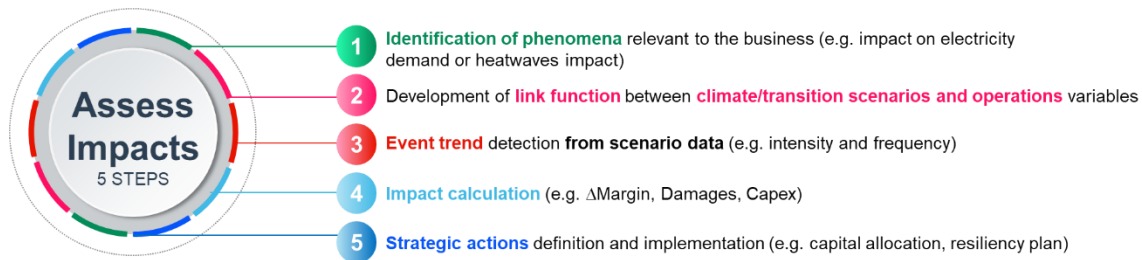 Assess
Impacts
5 STEPS
1
Identification of phenomena relevant to the business (e.g. impact on electricity
demand or heatwaves impact)
2
Development of link function between climate/transition scenarios and operations variables
3
Event trend detection from scenario data (e.g. intensity and frequency)
4
Impact calculation (e.g. ΔMargin, Damages, Capex)
5
Strategic actions definition and implementation (e.g. capital allocation, resiliency plan)